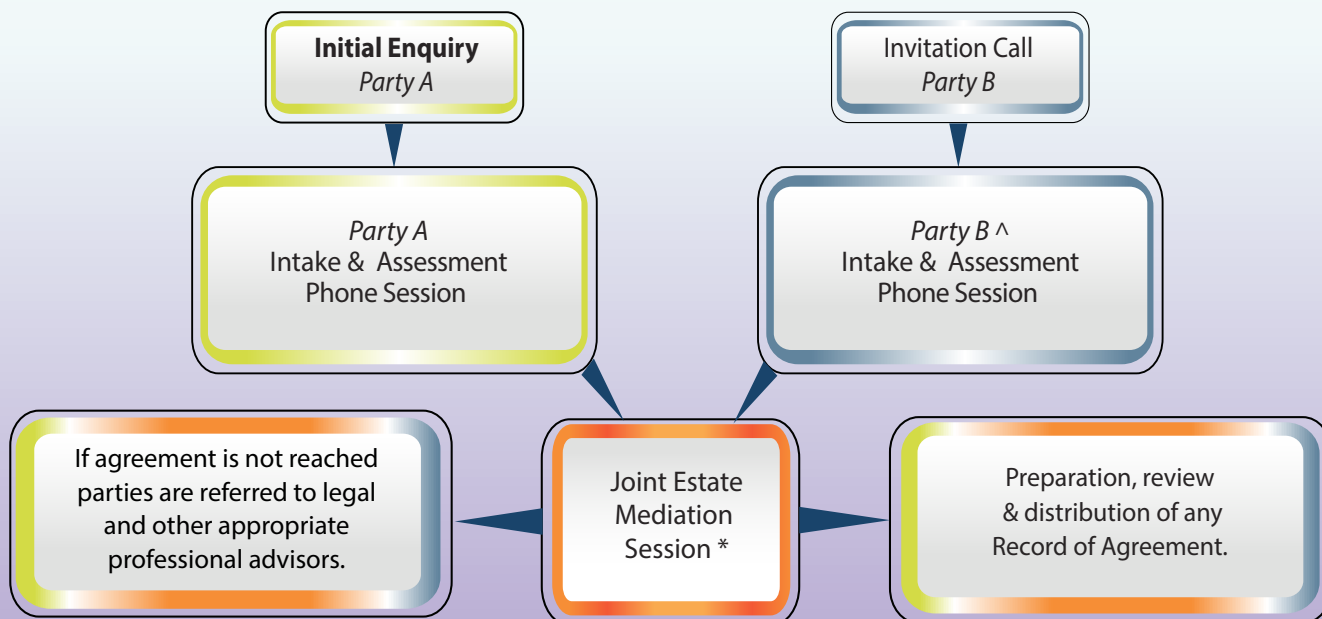 Initial Enquiry
Party A
Invitation Call
Party B
Party A
Intake & Assessment
Phone Session
Party B ^
Intake & Assessment
Phone Session
If agreement is not reached
parties are referred to legal
and other appropriate
professional advisors.
Joint Estate
Mediation
Session *
Preparation, review
& distribution of any
Record of Agreement.